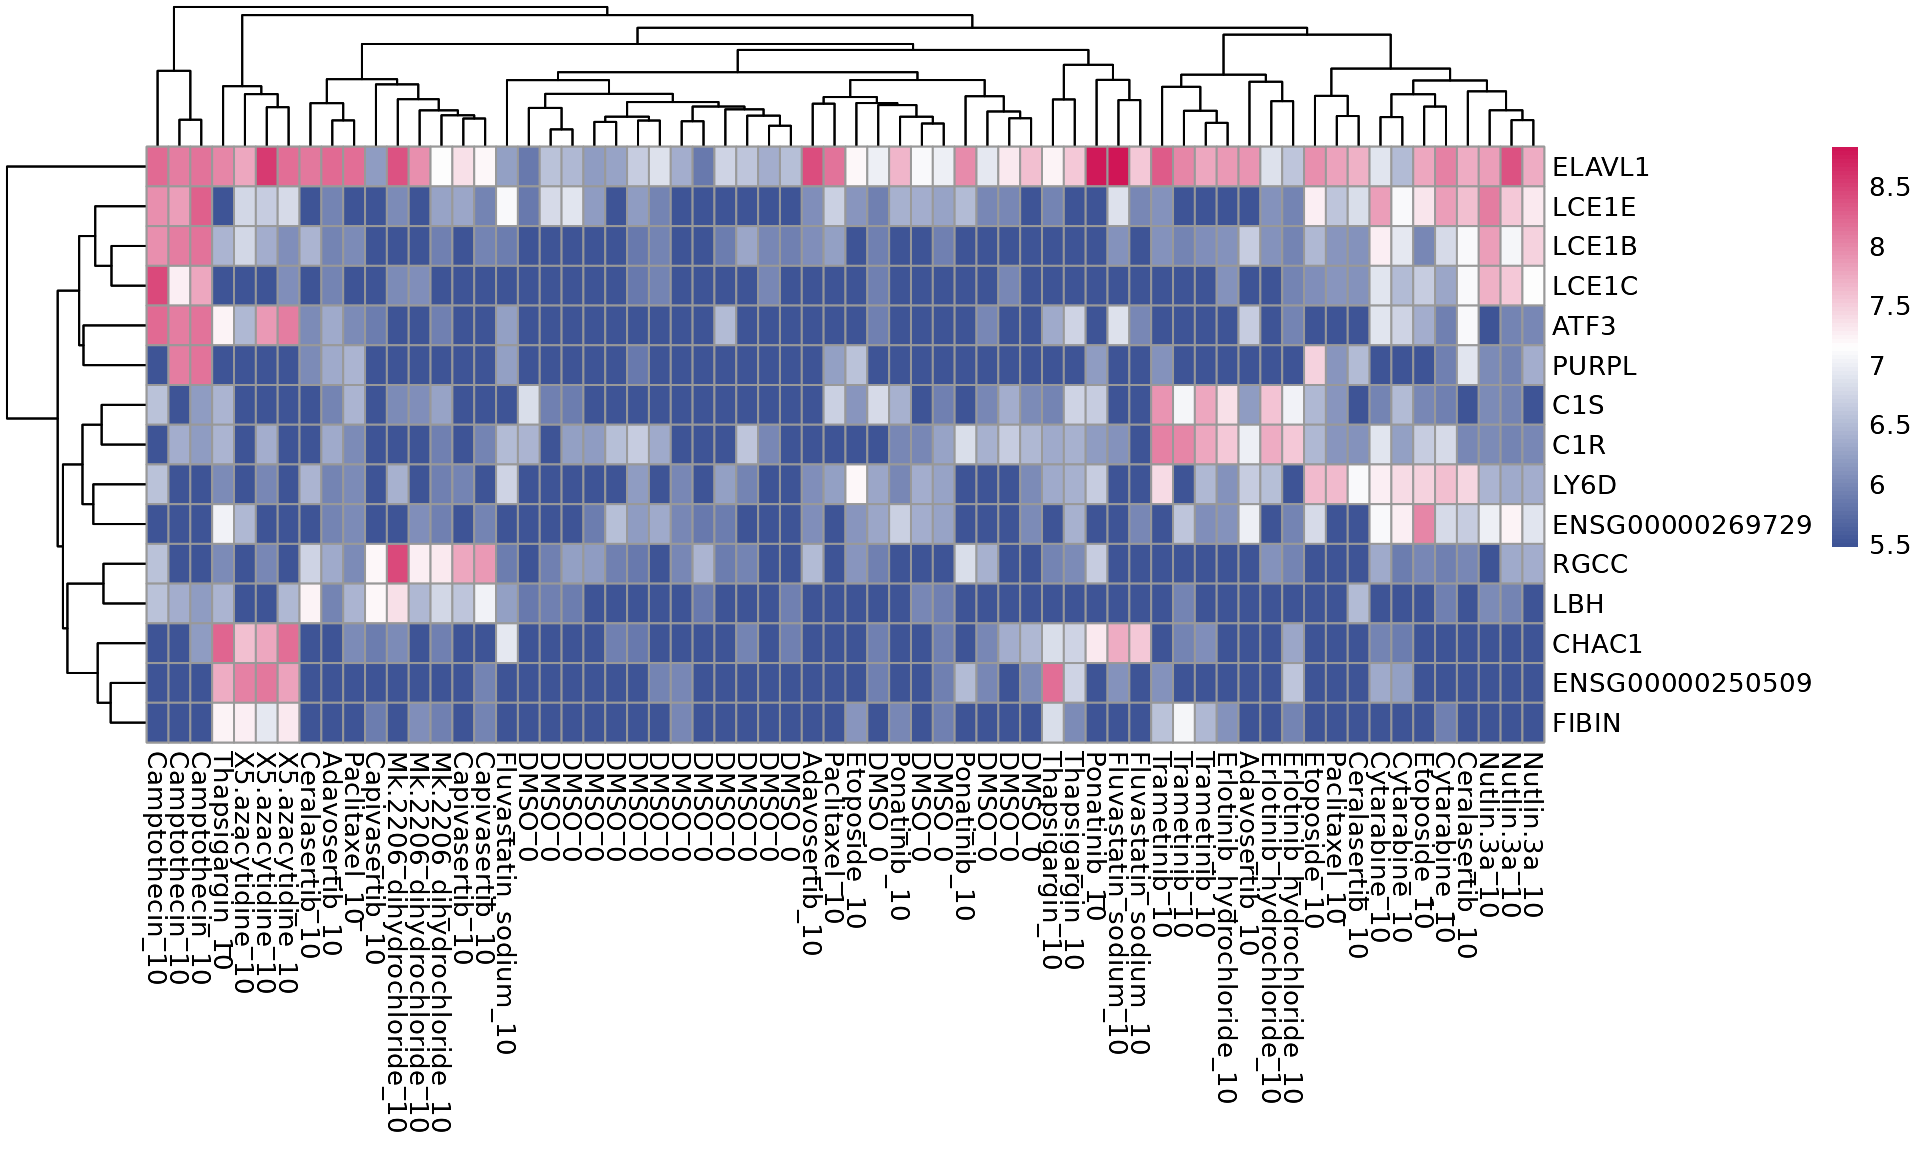 ELAVL1
LCE1E
LCE1B
LCE1C
ATF3
PURPL
C1S
C1R
LY6D
ENSG00000269729
RGCC
LBH
CHAC1
ENSG00000250509
FIBIN
8.5
8
7.5
7
6.5
6
5.5
Camptothecin_10
Camptothecin_10
Camptothecin_10
Thapsigargin_10
X5.azacytidine_10
X5.azacytidine_10
X5.azacytidine_10
Ceralasertib_10
Adavosertib_10
Paclitaxel_10
Capivasertib_10
Mk.2206_dihydrochloride_10
Mk.2206_dihydrochloride_10
Mk.2206_dihydrochloride_10
Capivasertib_10
Capivasertib_10
Fluvastatin_sodium_10
DMSO_0
DMSO_0
DMSO_0
DMSO_0
DMSO_0
DMSO_0
DMSO_0
DMSO_0
DMSO_0
DMSO_0
DMSO_0
DMSO_0
DMSO_0
Adavosertib_10
Paclitaxel_10
Etoposide_10
DMSO_0
Ponatinib_10
DMSO_0
DMSO_0
Ponatinib_10
DMSO_0
DMSO_0
DMSO_0
Thapsigargin_10
Thapsigargin_10
Ponatinib_10
Fluvastatin_sodium_10
Fluvastatin_sodium_10
Trametinib_10
Trametinib_10
Trametinib_10
Erlotinib_hydrochloride_10
Adavosertib_10
Erlotinib_hydrochloride_10
Erlotinib_hydrochloride_10
Etoposide_10
Paclitaxel_10
Ceralasertib_10
Cytarabine_10
Cytarabine_10
Etoposide_10
Cytarabine_10
Ceralasertib_10
Nutlin.3a_10
Nutlin.3a_10
Nutlin.3a_10